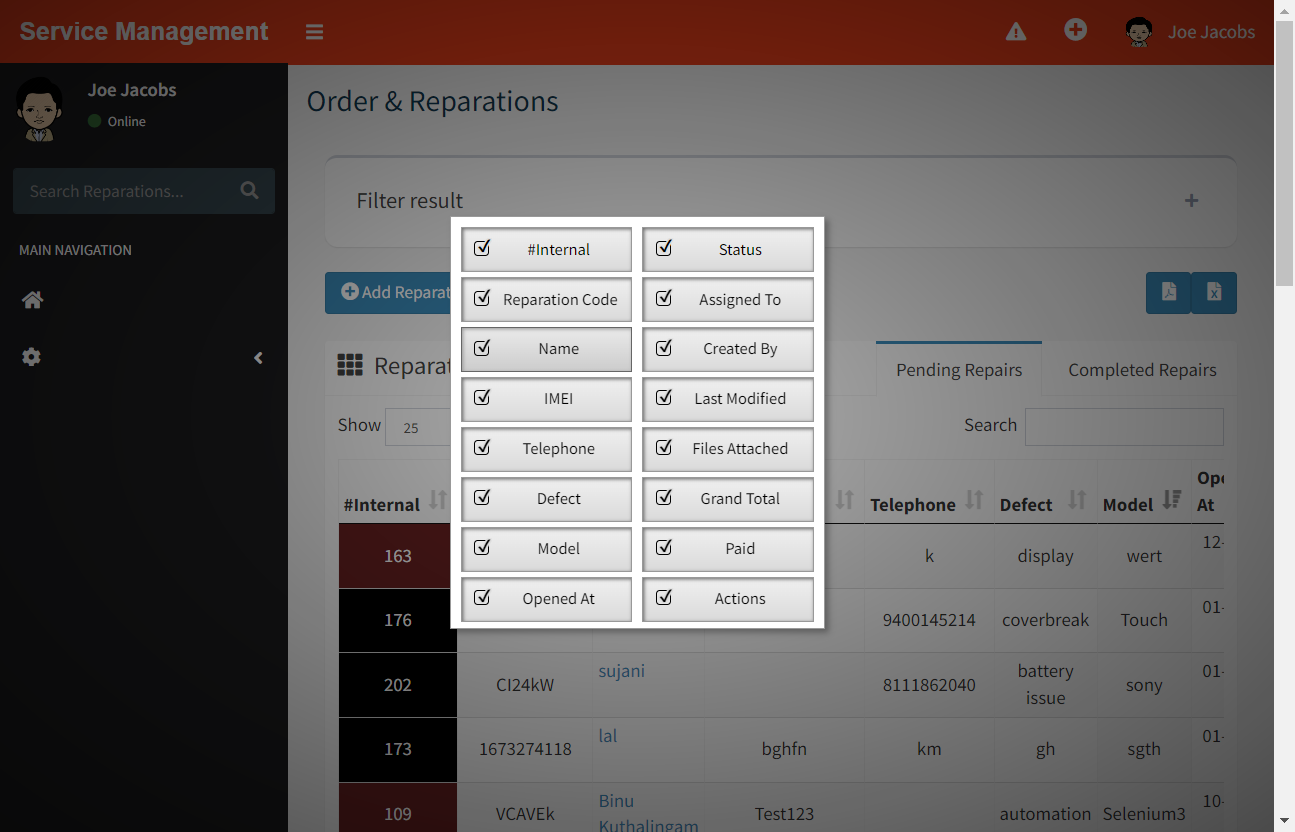 Service Management
Joe Jacobs
Joe Jacobs
Online
Search Reparations...
MAIN NAVIGATION
Order & Reparations
Filter result
Add Reparat
#Internal
Status
Reparation Code
Assigned To
Name
Created By
IMEI
Last Modified
Telephone
Files Attached
Defect
Grand Total
Model
Paid
Opened At
Actions
Reparat
Pending Repairs
Completed Repairs
Show 25
Search
#Internal Telephone Defect Model Ope
At
163 k display wert 12-
176 9400145214 coverbreak Touch 01-
202 CI24kW sujani 8111862040 battery issue sony 01-
173 1673274118 lal bghfn km gh sgth 01-
109 VCAVEk Binu Kuthalingam Test123 automation Selenium3 10-